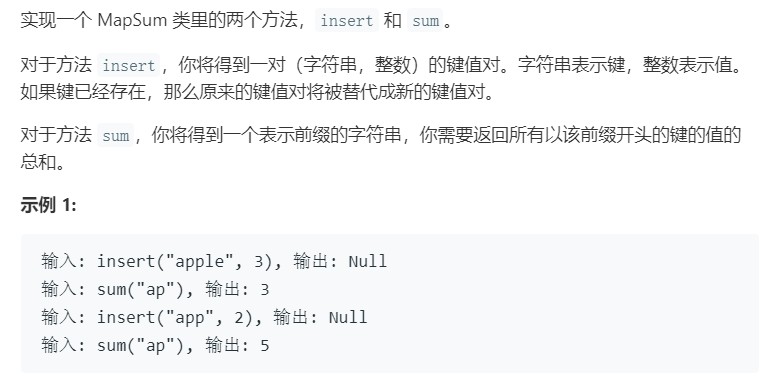 实现一个 MapSum 类里的两个方法，insert 和 sum。
对于方法 insert，你将得到一对（字符串，整数）的键值对。字符串表示键，整数表示值。
如果键已经存在，那么原来的键值对将被替代成新的键值对。
对于方法 sum，你将得到一个表示前缀的字符串，你需要返回所有以该前缀开头的键的值的
总和。
示例 1:
输入: insert("apple", 3), 输出: Null
输入: sum("ap"), 输出: 3
输入: insert("app", 2), 输出: Null
输入: sum("ap"), 输出: 5